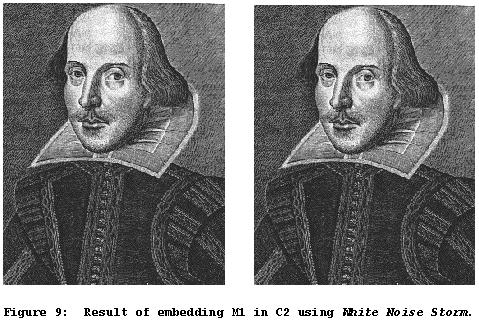 Figure 9: Result of embedding M1 in C2 using White Noise Storm.